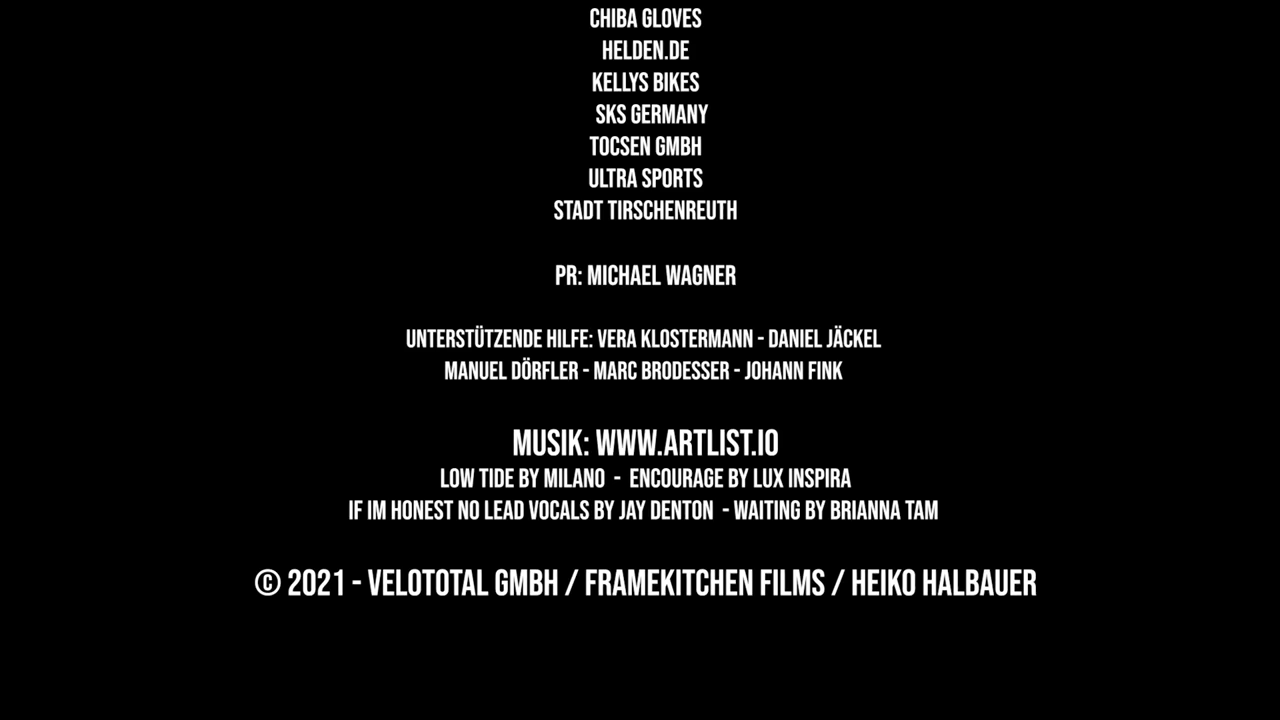 CHIBA GLOVES
HELDEN.DE
KELLYS BIKES
SKS GERMANY
TOCSEN GMBH
ULTRA SPORTS
STADT TIRSCHENREUTH
PR: MICHAEL WAGNER
UNTERSTÜTZENDE HILFE: VERA KLOSTERMANN - DANIEL JÄCKEL
MANUEL DÖRFLER - MARC BRODESSER - JOHANN FINK
MUSIK: WWW.ARTLIST.IO
LOW TIDE BY MILANO - ENCOURAGE BY LUX INSPIRA
IF IM HONEST NO LEAD VOCALS BY JAY DENTON - WAITING BY BRIANNA TAM
© 2021 - VELOTOTAL GMBH / FRAMEKITCHEN FILMS / HEIKO HALBAUER